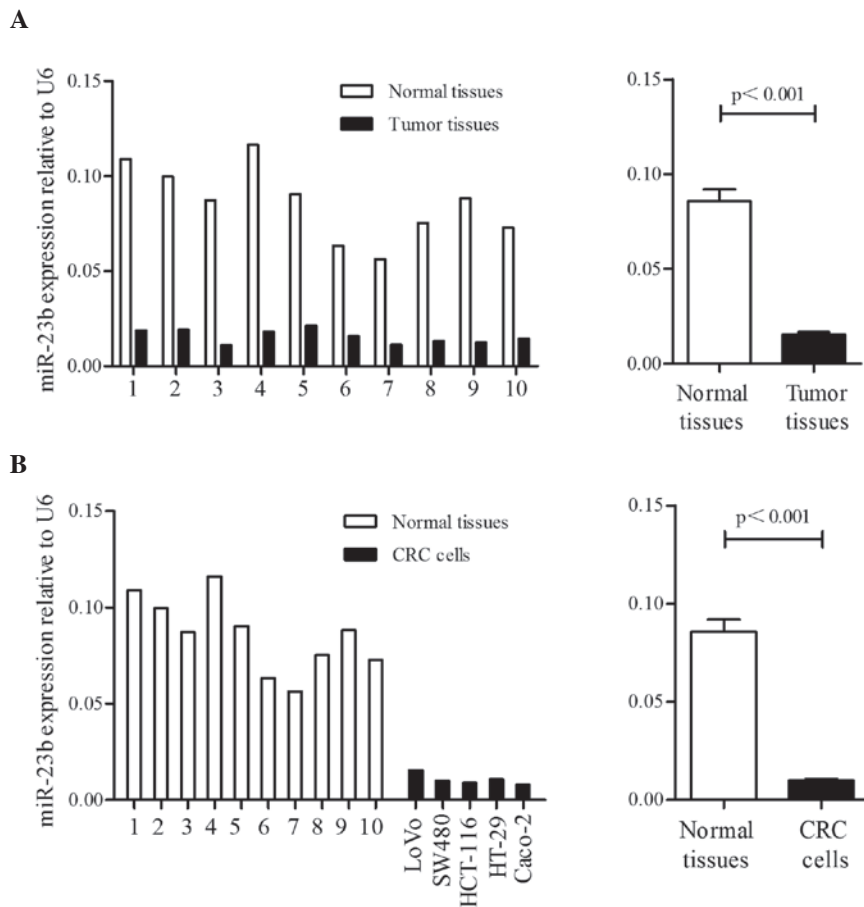 A
miR-23b expression relative to U6
0.15
0.10
0.05
0.00
Normal tissues
Tumor tissues
1 2 3 4 5 6 7 8 9 10
p< 0.001
0.15
0.10
0.05
0.00
Normal
tissues
Tumor
tissues
B
miR-23b expression relative to U6
0.15
0.10
0.05
0.00
Normal tissues
CRC cells
1 2 3 4 5 6 7 8 9 10
LoVo
SW480
HCT-116
HT-29
Caco-2
p< 0.001
0.15
0.10
0.05
0.00
Normal
tissues
CRC
cells